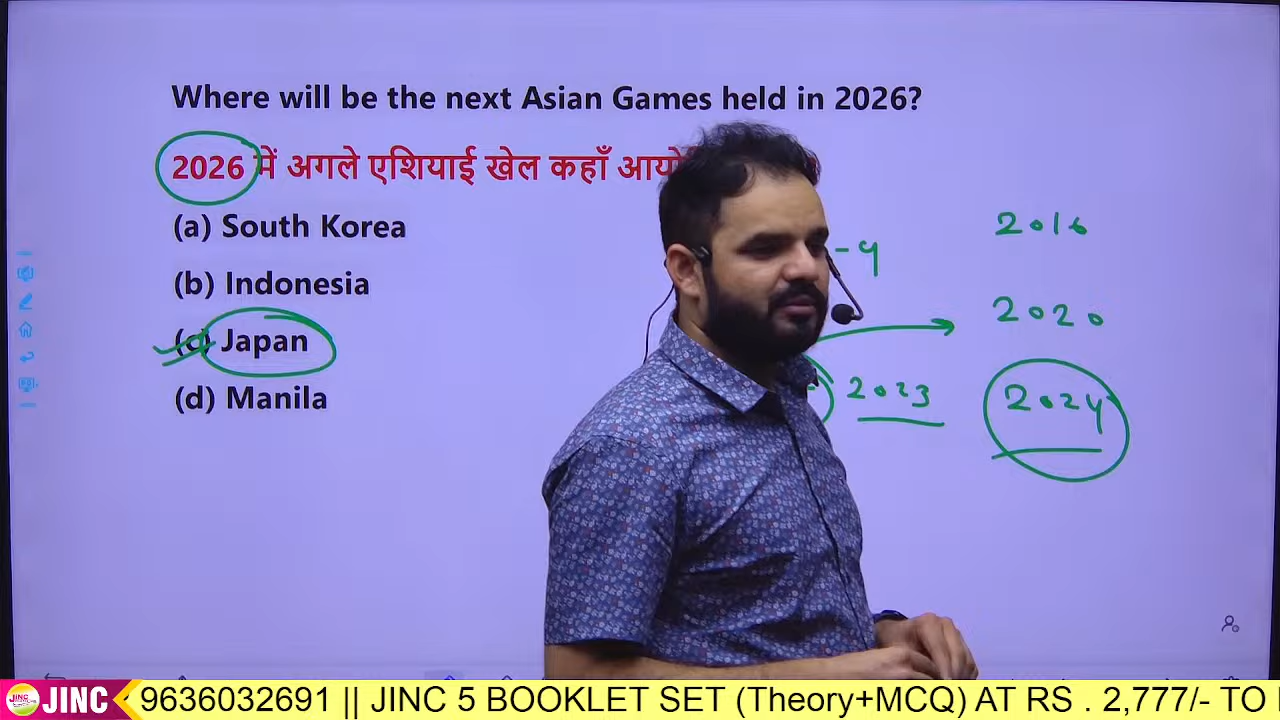 Where will be the next Asian Games held in 2026?
2026 में अगले एशियाई खेल कहाँ
(a) South Korea
(b) Indonesia
(c) Japan
(d) Manila
2016
2020
2023
2024
JINC
9636032691 || JINC 5 BOOKLET SET (Theory+MCQ) AT RS . 2,777/- TO